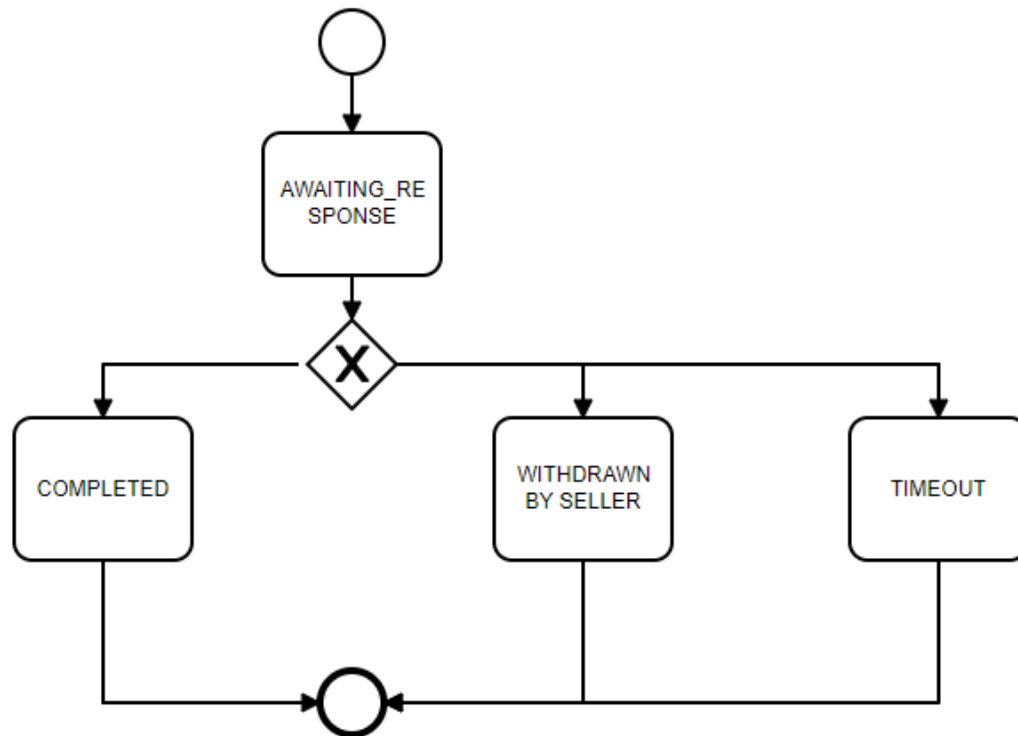 AWAITING_RE
SPONSE
X
COMPLETED
WITHDRAWN
BY SELLER
TIMEOUT